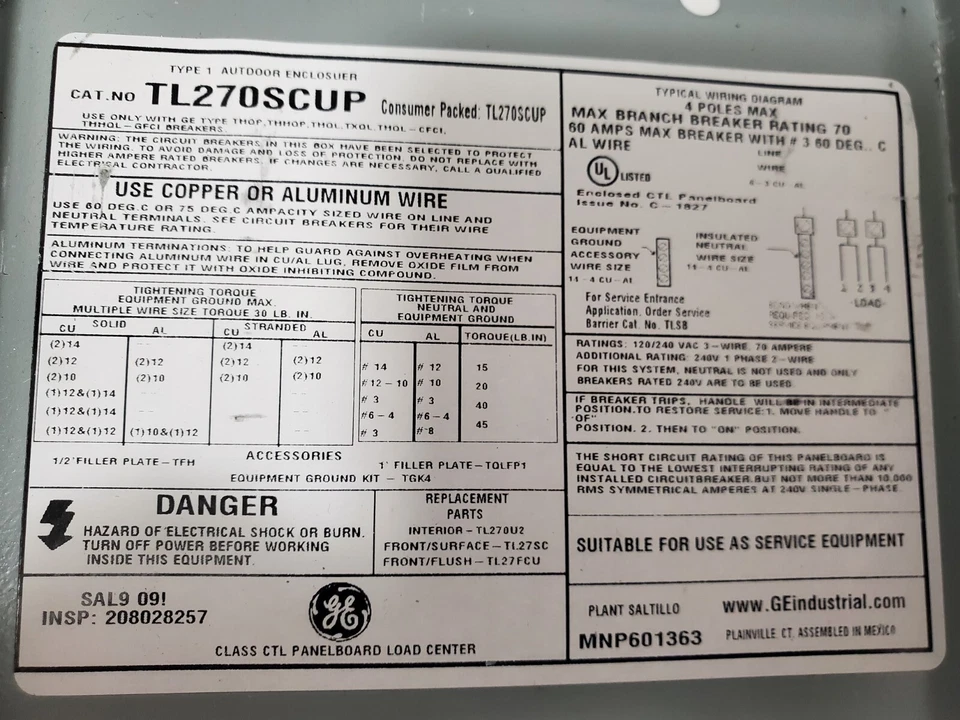 TYPE 1 AUTDOOR ENCLOSUER
CAT.NO TL270SCUP Consumer Packed: TL270SCUP
USE ONLY WITH GE TYPE THOP, THHOP, THOL, TXOL, THOL-CFCI,
THHOL-GFCI BREAKERS.
WARNING: THE CIRCUIT BREAKERS IN THIS BOX HAVE BEEN SELECTED TO PROTECT
THE WIRING. TO AVOID DAMAGE AND LOSS OF PROTECTION, DO NOT REPLACE WITH
HIGHER AMPERE RATED BREAKERS. IF CHANGES ARE NECESSARY, CALL A QUALIFIED
ELECTRICAL CONTRACTOR.
USE COPPER OR ALUMINUM WIRE
USE 60 DEG.C OR 75 DEG.C AMPACITY SIZED WIRE ON LINE AND
NEUTRAL TERMINALS. SEE CIRCUIT BREAKERS FOR THEIR WIRE
TEMPERATURE RATING.
ALUMINUM TERMINATIONS: TO HELP GUARD AGAINST OVERHEATING WHEN
CONNECTING ALUMINUM WIRE IN CU/AL LUG, REMOVE OXIDE FILM FROM
WIRE AND PROTECT IT WITH OXIDE INHIBITING COMPOUND.
TIGHTENING TORQUE
EQUIPMENT GROUND MAX.
MULTIPLE WIRE SIZE TORQUE 30 LB. IN.
SOLID STRANDED
CU AL CU AL
(2)14 (2)14
(2)12 (2)12 (2)12 (2)12
(2)10 (2)10 (2)10 (2)10
(1)12&(1)14
(1)12&(1)14
(1)12&(1)12 (1)10&(1)12
TIGHTENING TORQUE
NEUTRAL AND
EQUIPMENT GROUND
CU AL TORQUE(LB.IN)
# 14 # 12 15
#12-10 # 10 20
# 3 # 3 40
#6-4 #6-4
# 3 #-8 45
ACCESSORIES
1/2' FILLER PLATE-TFH 1' FILLER PLATE-TQLFP1
EQUIPMENT GROUND KIT - TGK4
DANGER
HAZARD OF ELECTRICAL SHOCK OR BURN.
TURN OFF POWER BEFORE WORKING
INSIDE THIS EQUIPMENT.
REPLACEMENT
PARTS
INTERIOR-TL270U2
FRONT/SURFACE-TL27SC
FRONT/FLUSH-TL27FCU
SAL9 09!
INSP: 208028257
GE
CLASS CTL PANELBOARD LOAD CENTER
TYPICAL WIRING DIAGRAM
4 POLES MAX
MAX BRANCH BREAKER RATING 70
60 AMPS MAX BREAKER WITH # 3 60 DEG.. C
AL WIRE
LINE
WIRE
UL LISTED
Enclosed CTL Panelboard
Issue No. C-1827
EQUIPMENT
GROUND
ACCESSORY
WIRE SIZE
14-4 CU-AL
INSULATED
NEUTRAL
WIRE SIZE
14-4 CU-AL
1 2 3 4
LOAD
For Service Entrance
Application, Order Service
Barrier Cat. No. TLSB
RATINGS: 120/240 VAC 3-WIRE, 70 AMPERE
ADDITIONAL RATING: 240V 1 PHASE 2-WIRE
FOR THIS SYSTEM, NEUTRAL IS NOT USED AND ONLY
BREAKERS RATED 240V ARE TO BE USED
IF BREAKER TRIPS, HANDLE WILL BE IN INTERMEDIATE
POSITION.TO RESTORE SERVICE:1. MOVE HANDLE TO "
OF"
POSITION. 2. THEN TO "ON" POSITION.
THE SHORT CIRCUIT RATING OF THIS PANELBOARD IS
EQUAL TO THE LOWEST INTERRUPTING RATING OF ANY
INSTALLED CIRCUITBREAKER.BUT NOT MORE THAN 10,000
RMS SYMMETRICAL AMPERES AT 240V SINGLE-PHASE.
SUITABLE FOR USE AS SERVICE EQUIPMENT
PLANT SALTILLO www.GEindustrial.com
MNP601363 PLAINVILLE, CT. ASSEMBLED IN MEXICO